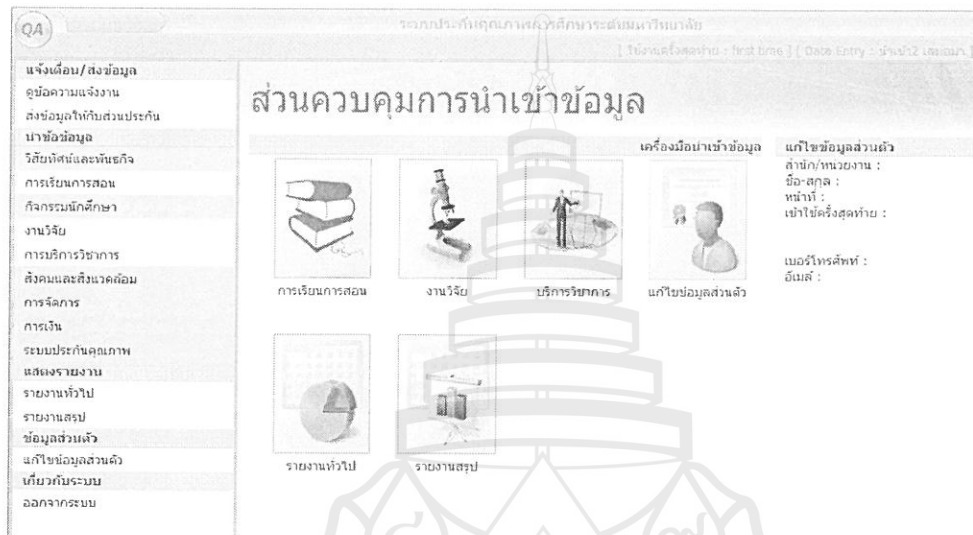 QA
ระบบประกันคุณภาพการศึกษาระดับมหาวิทยาลัย
[ ใช้งานครั้งสุดท้าย : first time ] [ Date Entry :
แจ้งเตือน/ส่งข้อมูล
ดูข้อความแจ้งงาน
ส่งข้อมูลให้กับส่วนประกัน
นำข้อข้อมูล
วิสัยทัศน์และพันธกิจ
การเรียนการสอน
กิจกรรมนักศึกษา
งานวิจัย
การบริการวิชาการ
สังคมและสิ่งแวดล้อม
การจัดการ
การเงิน
ระบบประกันคุณภาพ
แสดงรายงาน
รายงานทั่วไป
รายงานสรุป
ข้อมูลส่วนตัว
แก้ไขข้อมูลส่วนตัว
เกี่ยวกับระบบ
ออกจากระบบ
ส่วนควบคุมการนำเข้าข้อมูล
เครื่องมือนำเข้าข้อมูล
การเรียนการสอน
งานวิจัย
บริการวิชาการ
แก้ไขข้อมูลส่วนตัว
รายงานทั่วไป
รายงานสรุป
แก้ไขข้อมูลส่วนตัว
สำนัก/หน่วยงาน :
ชื่อ-สกุล :
หน้าที่ :
เข้าใช้ครั้งสุดท้าย :
เบอร์โทรศัพท์ :
อีเมล์ :